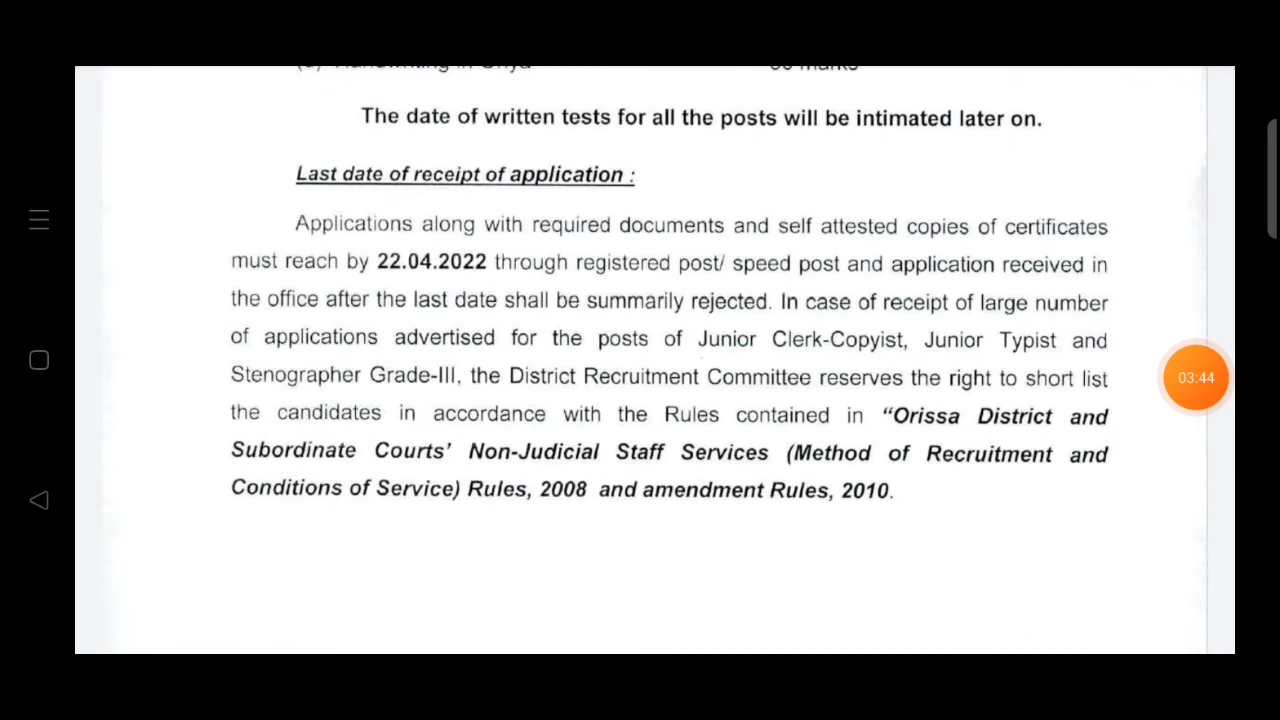 The date of written tests for all the posts will be intimated later on.
Last date of receipt of application :
Applications along with required documents and self attested copies of certificates
must reach by 22.04.2022 through registered post/ speed post and application received in
the office after the last date shall be summarily rejected. In case of receipt of large number
of applications advertised for the posts of Junior Clerk-Copyist, Junior Typist and
Stenographer Grade-III, the District Recruitment Committee reserves the right to short list
the candidates in accordance with the Rules contained in “Orissa District and
Subordinate Courts’ Non-Judicial Staff Services (Method of Recruitment and
Conditions of Service) Rules, 2008 and amendment Rules, 2010.
03:44